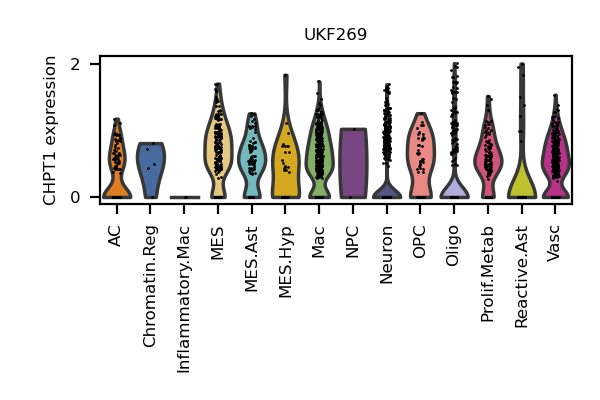 UKF269
CHPT1 expression
2
0
AC
Chromatin.Reg
Inflammatory.Mac
MES
MES.Ast
MES.Hyp
Mac
NPC
Neuron
OPC
Oligo
Prolif.Metab
Reactive.Ast
Vasc